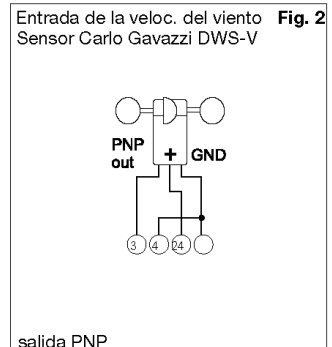 Entrada de la veloc. del viento Fig. 2
Sensor Carlo Gavazzi DWS-V
PNP
out
+ GND
3 4 24
salida PNP